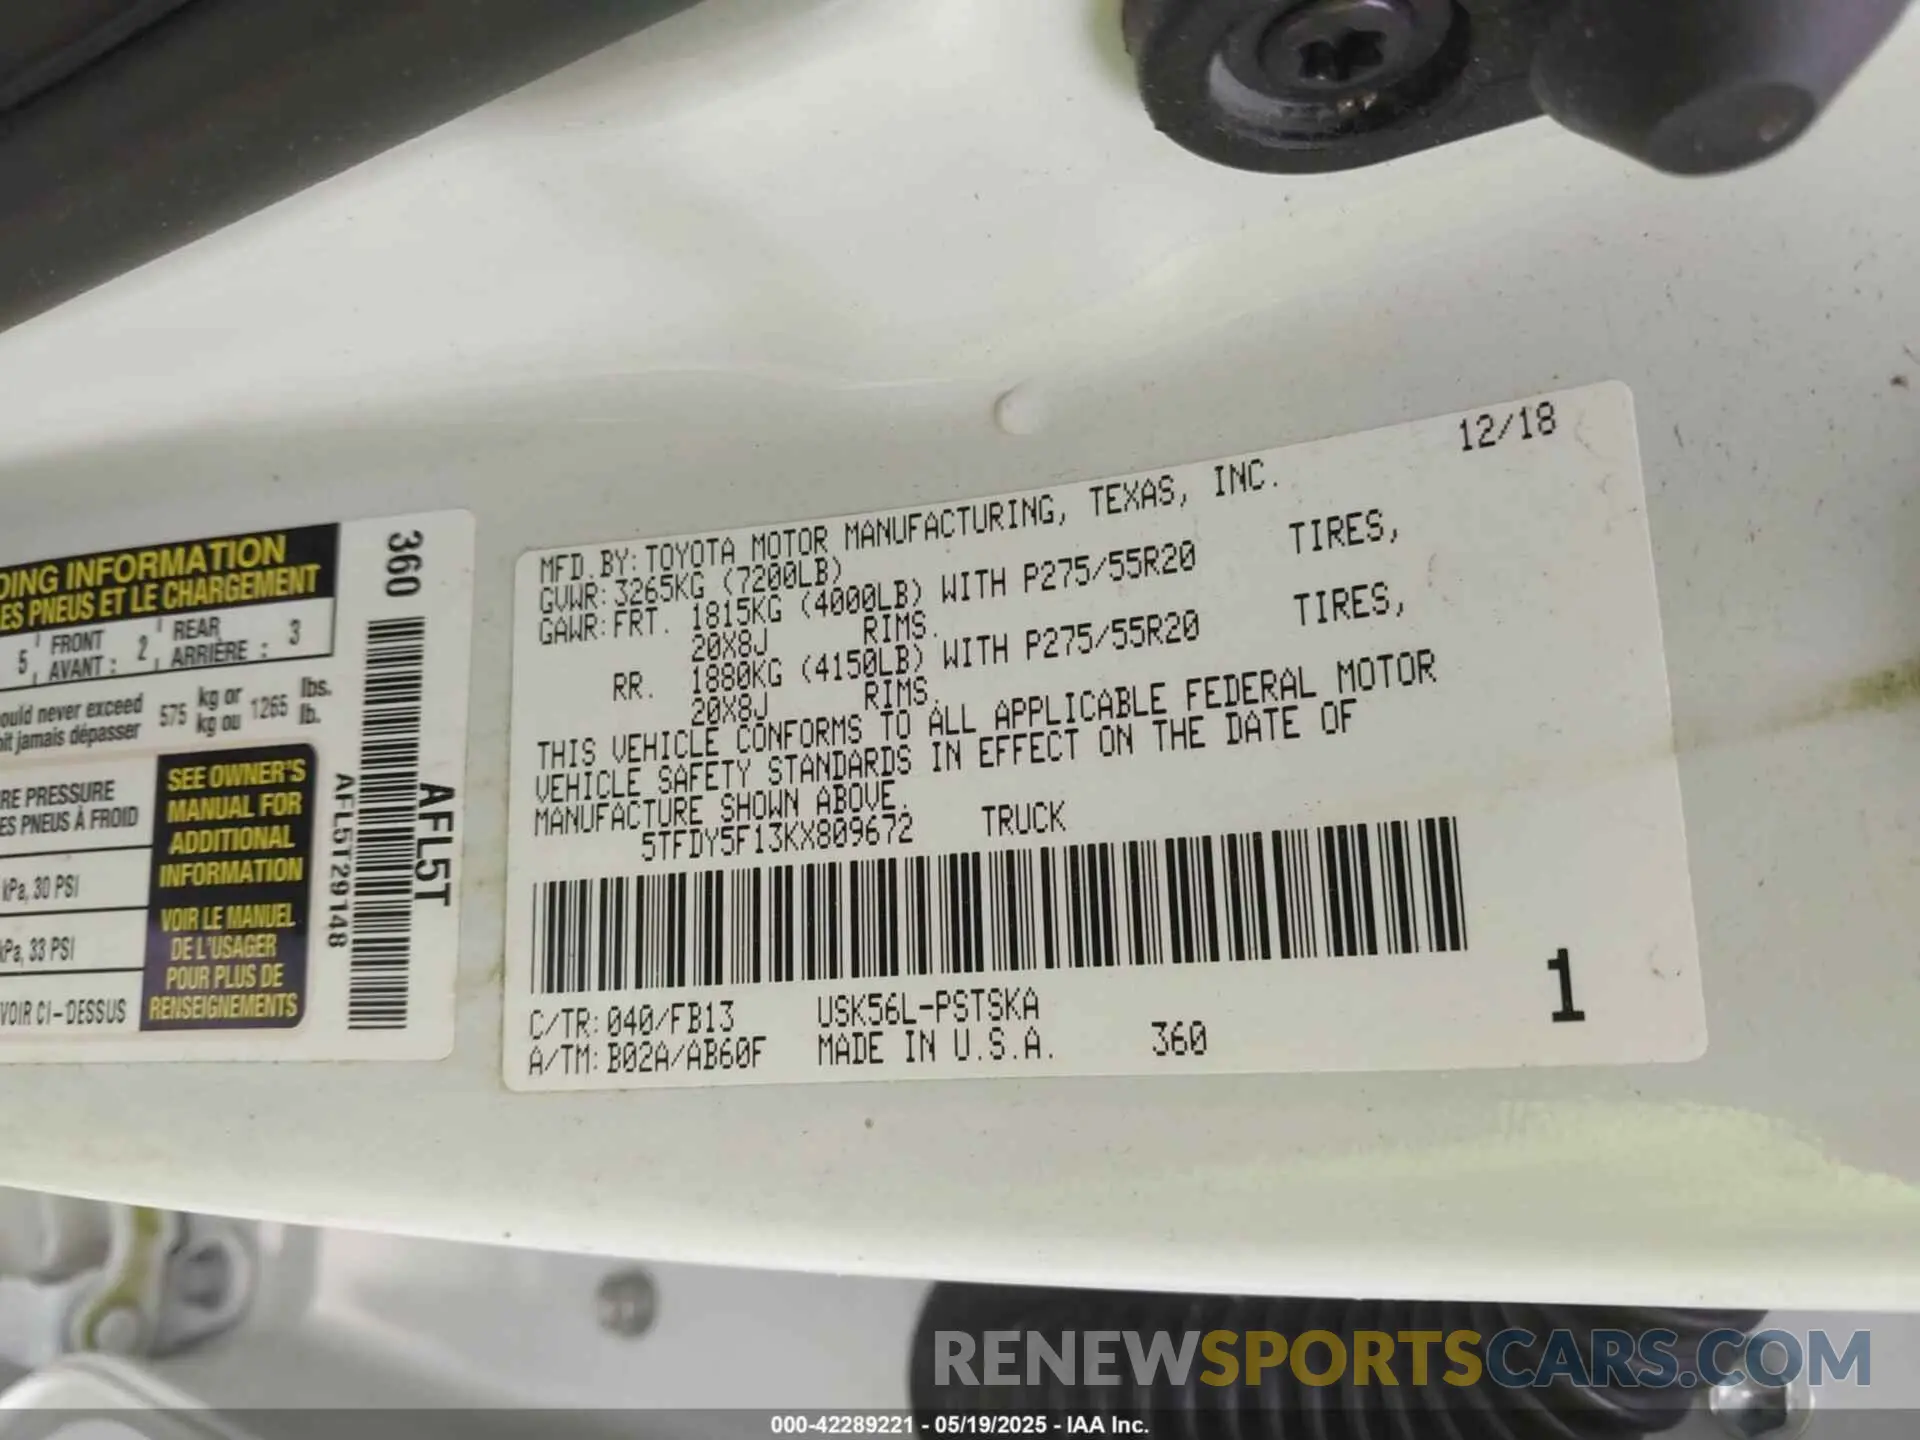 DING INFORMATION
ES PNEUS ET LE CHARGEMENT
5, FRONT AVANT : 2, REAR ARRIÈRE : 3
ould never exceed 575 kg or 1265 lbs.
it jamais dépasser kg ou lb.
RE PRESSURE
ES PNEUS À FROID
kPa, 30 PSI
kPa, 33 PSI
VOIR CI-DESSUS
SEE OWNER'S
MANUAL FOR
ADDITIONAL
INFORMATION
VOIR LE MANUEL
DE L'USAGER
POUR PLUS DE
RENSEIGNEMENTS
360
AFL5T
AFL5T29148
12/18
MFD.BY:TOYOTA MOTOR MANUFACTURING, TEXAS, INC.
GVWR:3265KG (7200LB)
GAWR:FRT. 1815KG (4000LB) WITH P275/55R20 TIRES,
20X8J RIMS.
RR. 1880KG (4150LB) WITH P275/55R20 TIRES,
20X8J RIMS.
THIS VEHICLE CONFORMS TO ALL APPLICABLE FEDERAL MOTOR
VEHICLE SAFETY STANDARDS IN EFFECT ON THE DATE OF
MANUFACTURE SHOWN ABOVE.
5TFDY5F13KX809672 TRUCK
C/TR:040/FB13 USK56L-PSTSKA
A/TM:B02A/AB60F MADE IN U.S.A. 360
1
RENEWSPORTSCARS.COM
000-42289221 - 05/19/2025 - IAA Inc.